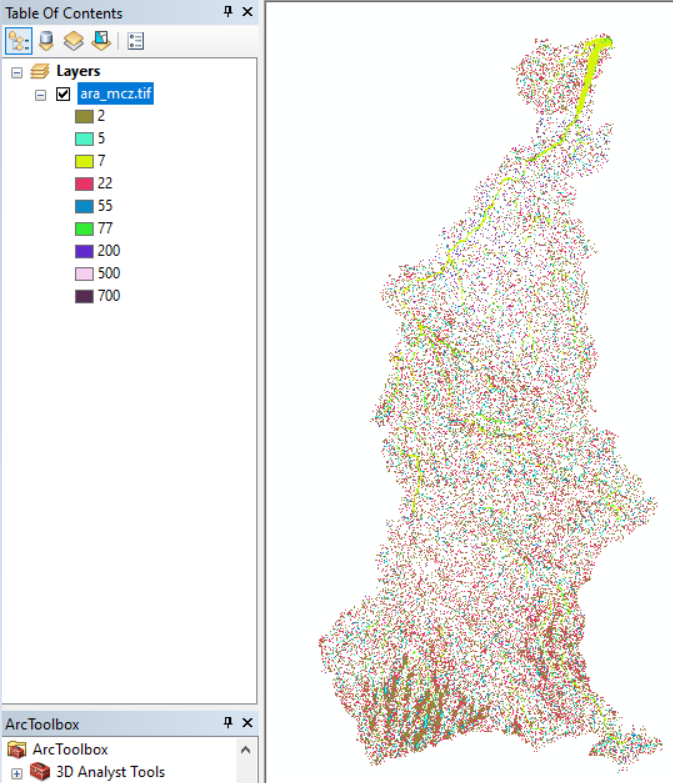 Table Of Contents
Layers
ara_mcz.tif
2
5
7
22
55
77
200
500
700
ArcToolbox
ArcToolbox
3D Analyst Tools